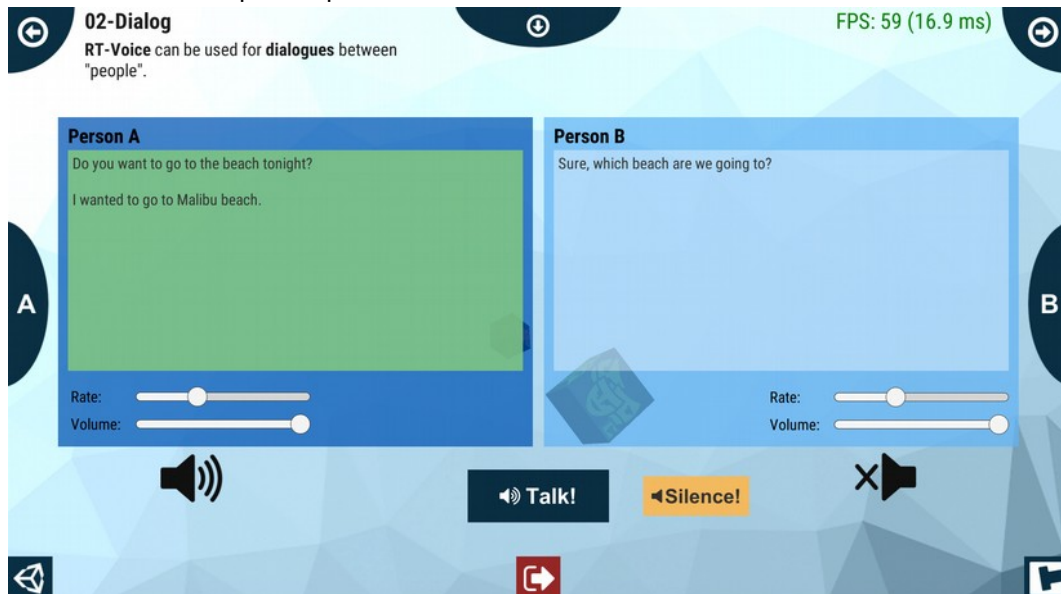 02-Dialog
FPS: 59 (16.9 ms)
RT-Voice can be used for dialogues between
"people".
Person A
Do you want to go to the beach tonight?
I wanted to go to Malibu beach.
Rate:
Volume:
Person B
Sure, which beach are we going to?
Rate:
Volume:
A
B
Talk!
Silence!